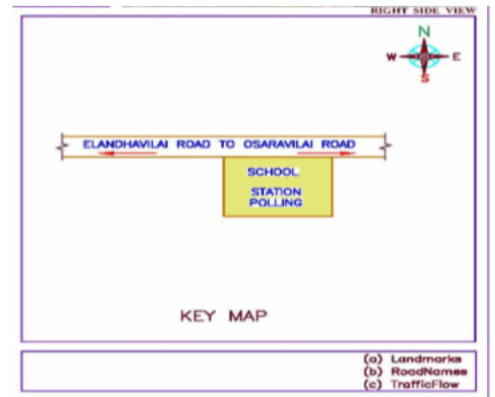 RIGHT SIDE VIEW
N
W E
S
ELANDHAVILAI ROAD TO OSARAVILAI ROAD
SCHOOL
STATION
POLLING
KEY MAP
(a) Landmarks
(b) RoadNames
(c) TrafficFlow